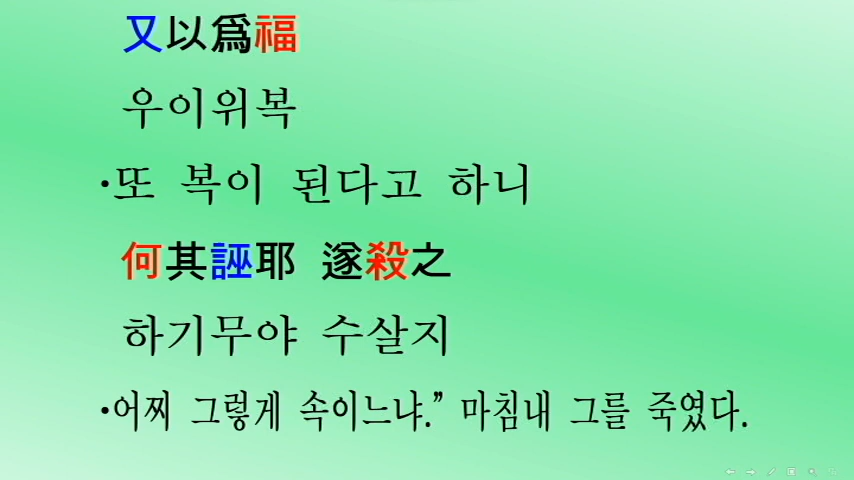 又以爲福
우이위복
•또 복이 된다고 하니
何其誣耶 遂殺之
하기무야 수살지
•어찌 그렇게 속이느냐.” 마침내 그를 죽였다.